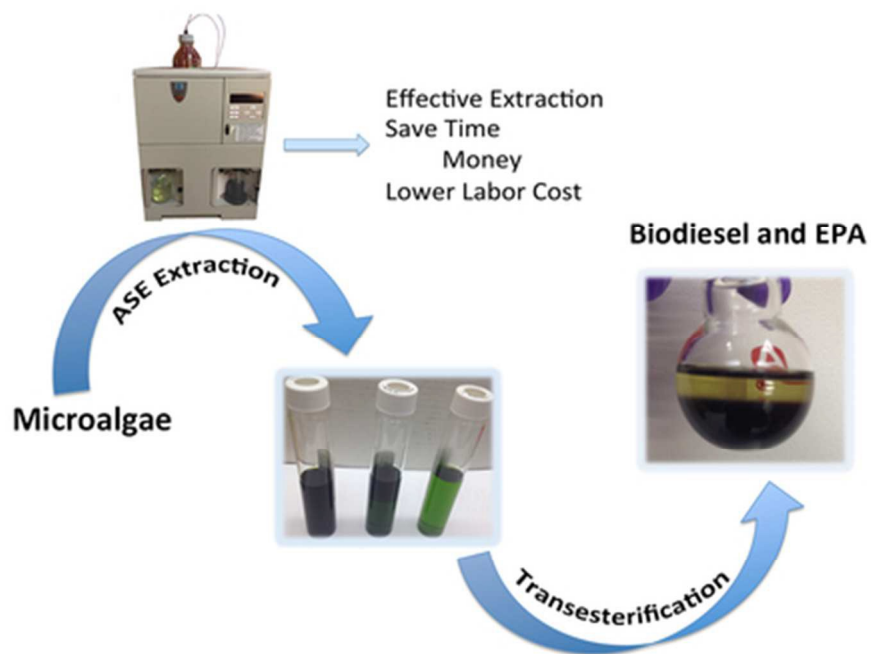 Effective Extraction
Save Time
Money
Lower Labor Cost
Biodiesel and EPA
ASE Extraction
Microalgae
Transesterification